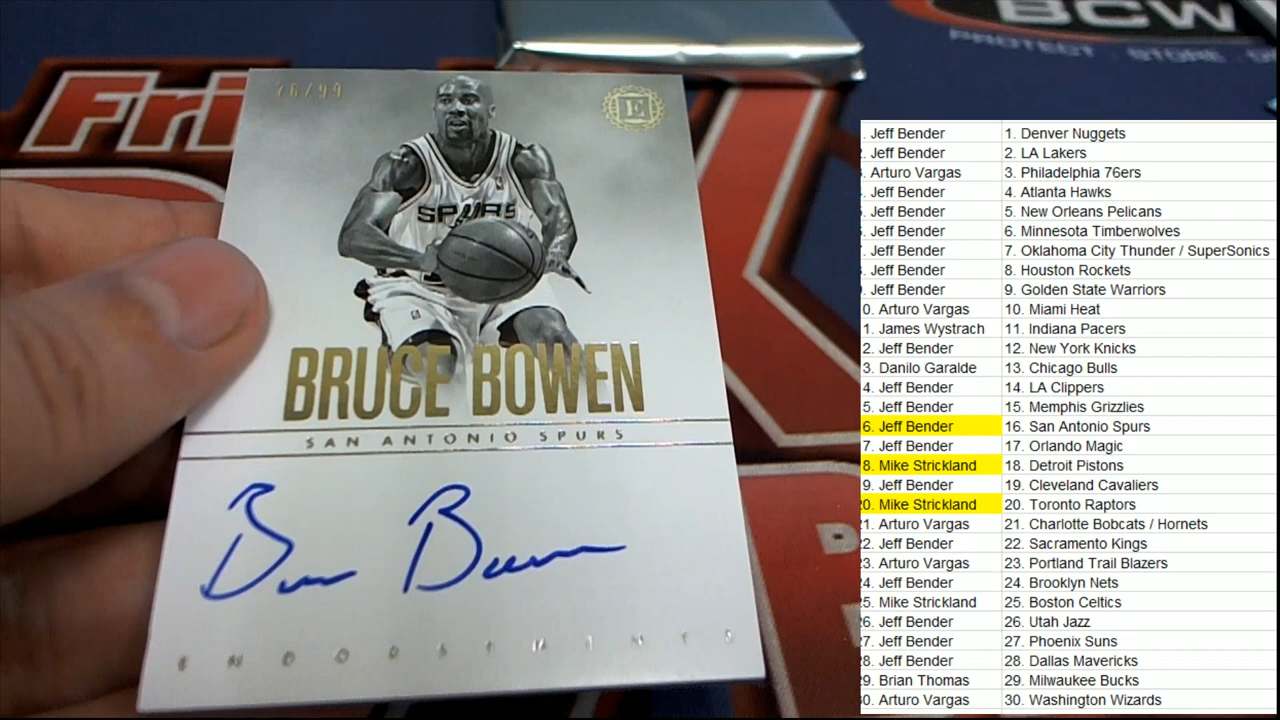 BCW
PROTECT . STORE
Fri
26/99
E
SPURS
BRUCE BOWEN
SAN ANTONIO SPURS
Bruce Bowen
ENDORSEMENTS
. Jeff Bender 1. Denver Nuggets
2. Jeff Bender 2. LA Lakers
. Arturo Vargas 3. Philadelphia 76ers
. Jeff Bender 4. Atlanta Hawks
. Jeff Bender 5. New Orleans Pelicans
. Jeff Bender 6. Minnesota Timberwolves
. Jeff Bender 7. Oklahoma City Thunder / SuperSonics
. Jeff Bender 8. Houston Rockets
. Jeff Bender 9. Golden State Warriors
0. Arturo Vargas 10. Miami Heat
1. James Wystrach 11. Indiana Pacers
2. Jeff Bender 12. New York Knicks
3. Danilo Garalde 13. Chicago Bulls
4. Jeff Bender 14. LA Clippers
5. Jeff Bender 15. Memphis Grizzlies
6. Jeff Bender 16. San Antonio Spurs
7. Jeff Bender 17. Orlando Magic
8. Mike Strickland 18. Detroit Pistons
9. Jeff Bender 19. Cleveland Cavaliers
20. Mike Strickland 20. Toronto Raptors
21. Arturo Vargas 21. Charlotte Bobcats / Hornets
22. Jeff Bender 22. Sacramento Kings
23. Arturo Vargas 23. Portland Trail Blazers
24. Jeff Bender 24. Brooklyn Nets
25. Mike Strickland 25. Boston Celtics
26. Jeff Bender 26. Utah Jazz
27. Jeff Bender 27. Phoenix Suns
28. Jeff Bender 28. Dallas Mavericks
29. Brian Thomas 29. Milwaukee Bucks
30. Arturo Vargas 30. Washington Wizards